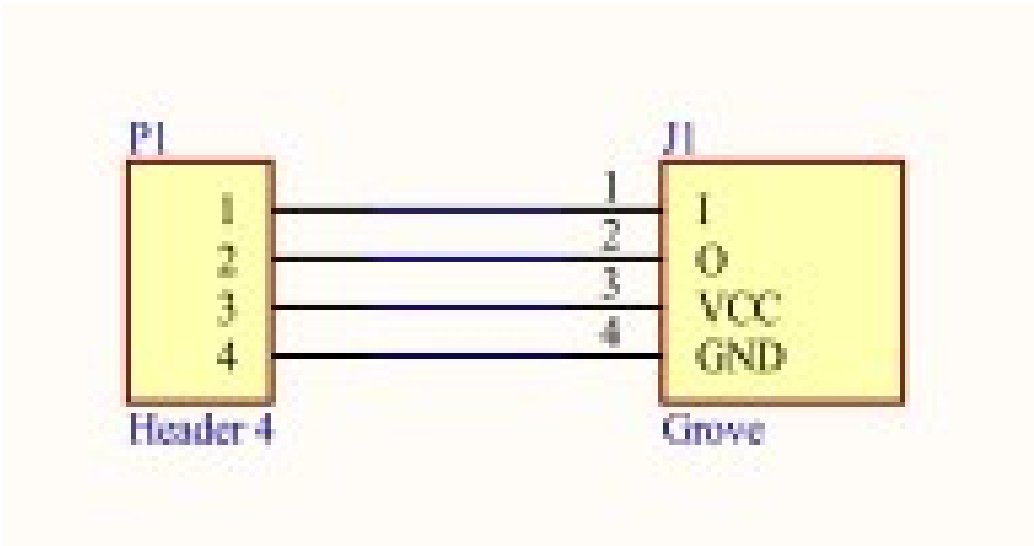 P1 J1
1 1 I
2 2 O
3 3 VCC
4 4 GND
Header 4 Grove